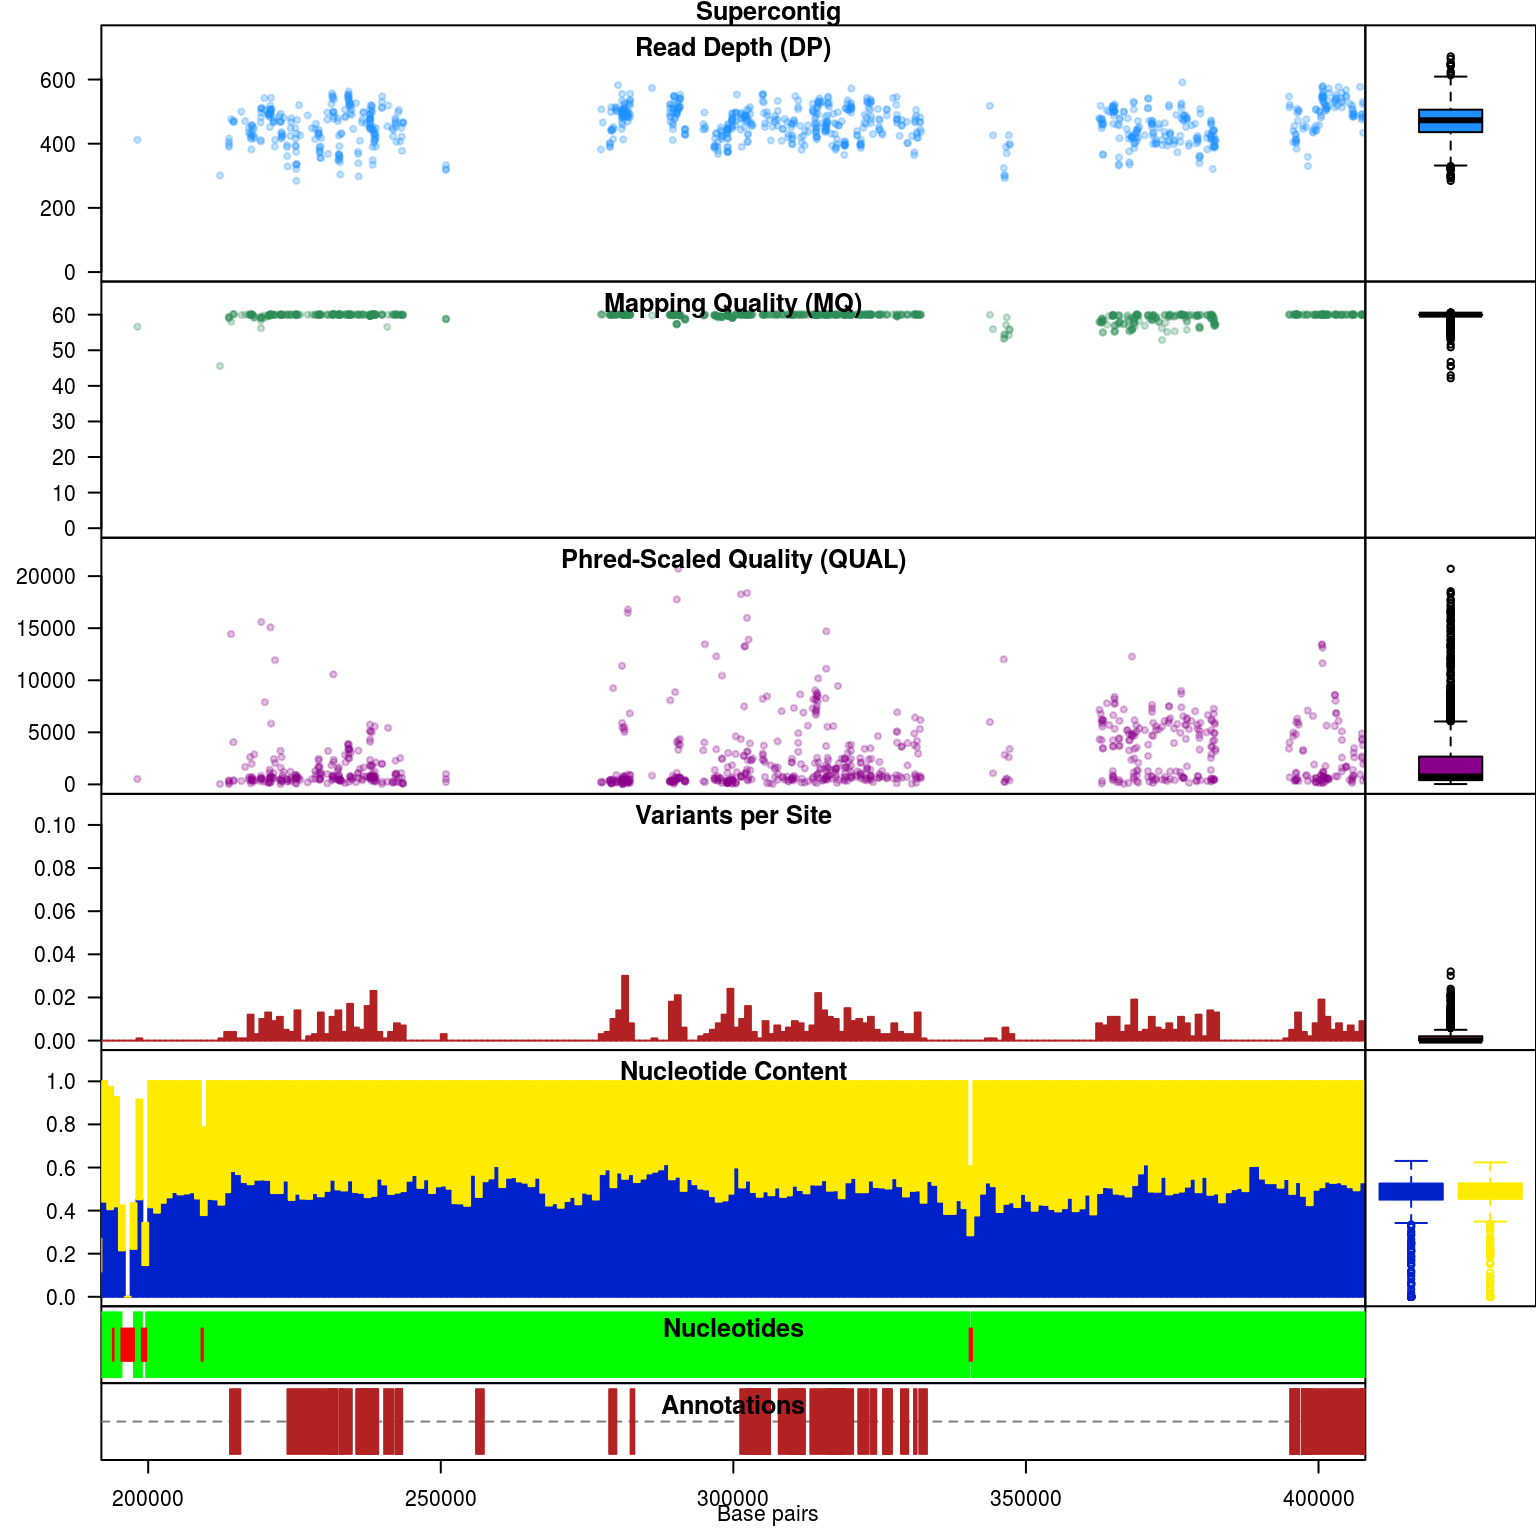 Supercontig
Read Depth (DP)
600
400
200
0
Mapping Quality (MQ)
60
50
40
30
20
10
0
Phred-Scaled Quality (QUAL)
20000
15000
10000
5000
0
Variants per Site
0.10
0.08
0.06
0.04
0.02
0.00
Nucleotide Content
1.0
0.8
0.6
0.4
0.2
0.0
Nucleotides
Annotations
200000 250000 300000 350000 400000
Base pairs